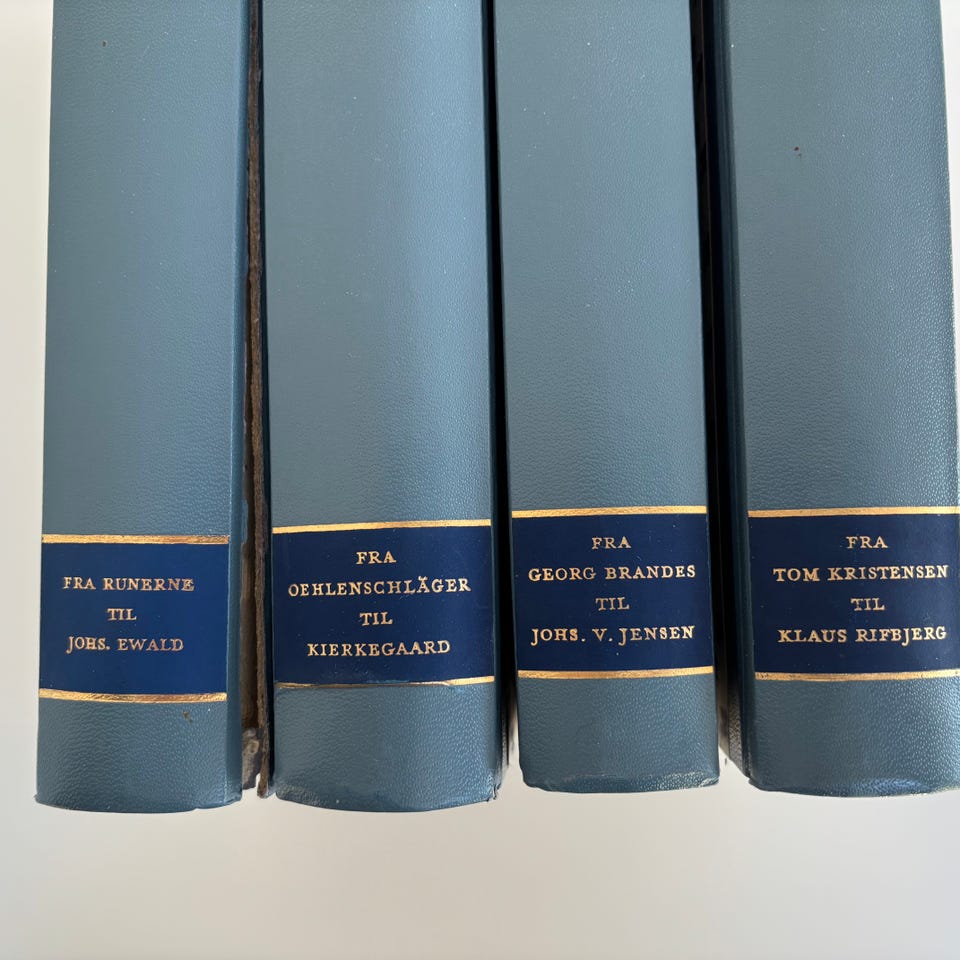 FRA RUNERNE
TIL
JOHS. EWALD
FRA
OEHLENSCHLÄGER
TIL
KIERKEGAARD
FRA
GEORG BRANDES
TIL
JOHS. V. JENSEN
FRA
TOM KRISTENSEN
TIL
KLAUS RIFBJERG